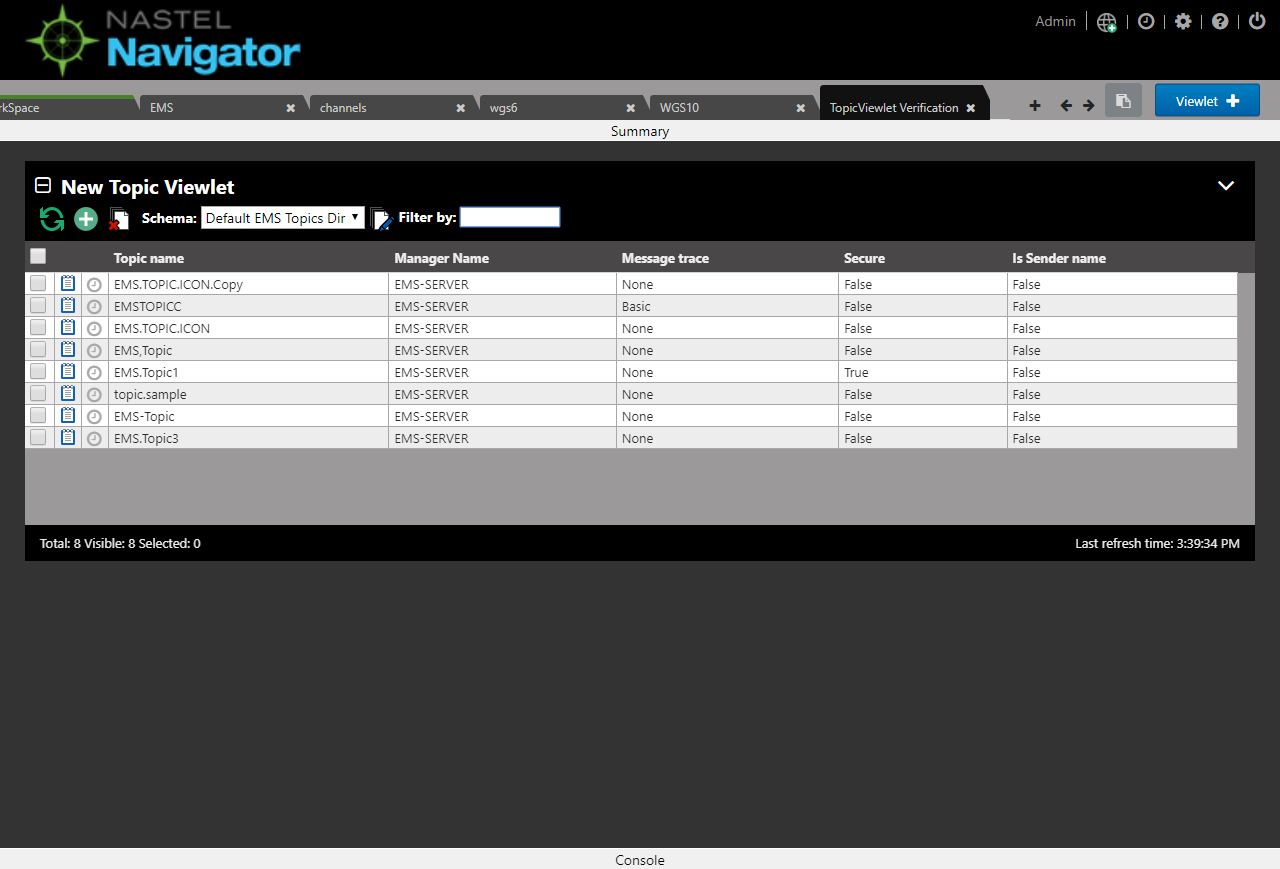 NASTEL
Navigator
Admin
rkSpace EMS channels wgs6 WGS10 TopicViewlet Verification Viewlet
Summary
New Topic Viewlet
Schema: Default EMS Topics Dir Filter by:
Topic name Manager Name Message trace Secure Is Sender name
EMS.TOPIC.ICON.Copy EMS-SERVER None False False
EMSTOPICC EMS-SERVER Basic False False
EMS.TOPIC.ICON EMS-SERVER None False False
EMS,Topic EMS-SERVER None False False
EMS.Topic1 EMS-SERVER None True False
topic.sample EMS-SERVER None False False
EMS-Topic EMS-SERVER None False False
EMS.Topic3 EMS-SERVER None False False
Total: 8 Visible: 8 Selected: 0 Last refresh time: 3:39:34 PM
Console